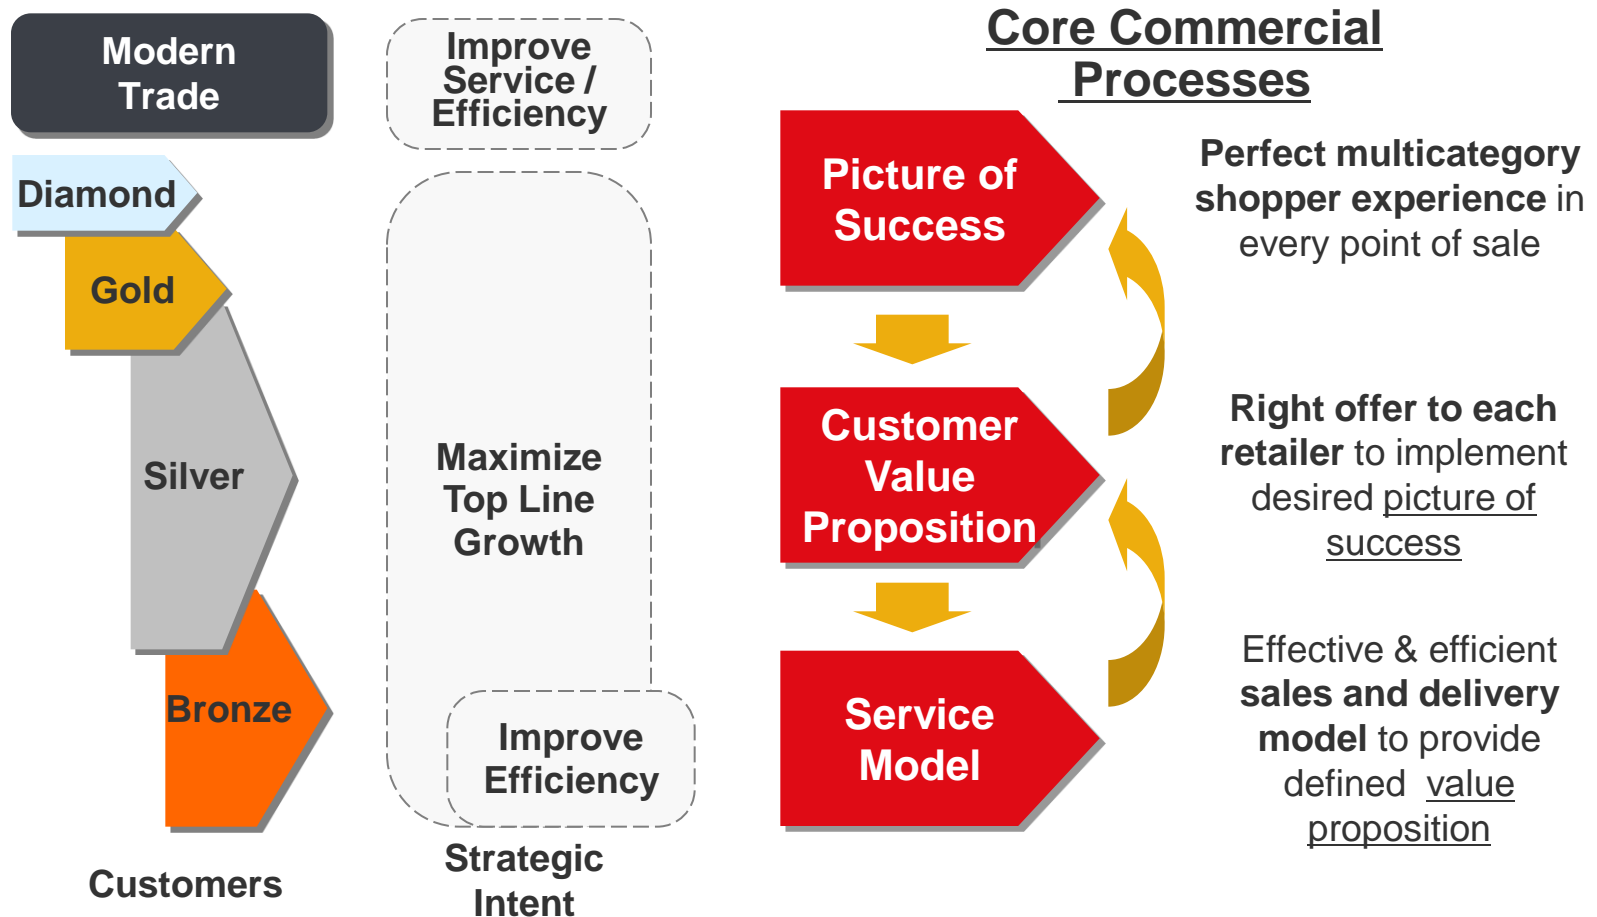 Modern
Trade
Diamond
Gold
Silver
Bronze
Customers
Improve
Service /
Efficiency
Maximize
Top Line
Growth
Improve
Efficiency
Strategic
Intent
Core Commercial
Processes
Picture of
Success
Perfect multicategory
shopper experience in
every point of sale
Customer
Value
Proposition
Right offer to each
retailer to implement
desired picture of
success
Service
Model
Effective & efficient
sales and delivery
model to provide
defined value
proposition